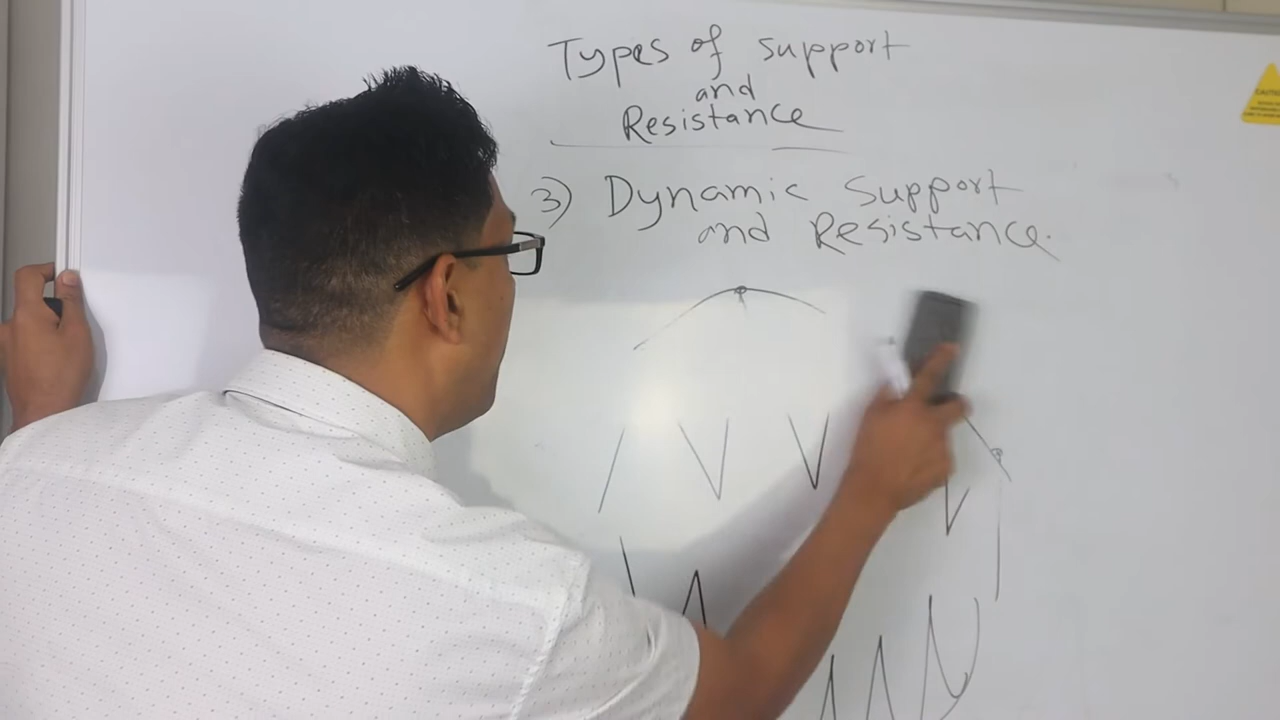 Types of support
and
Resistance
3) Dynamic Support
and Resistance.